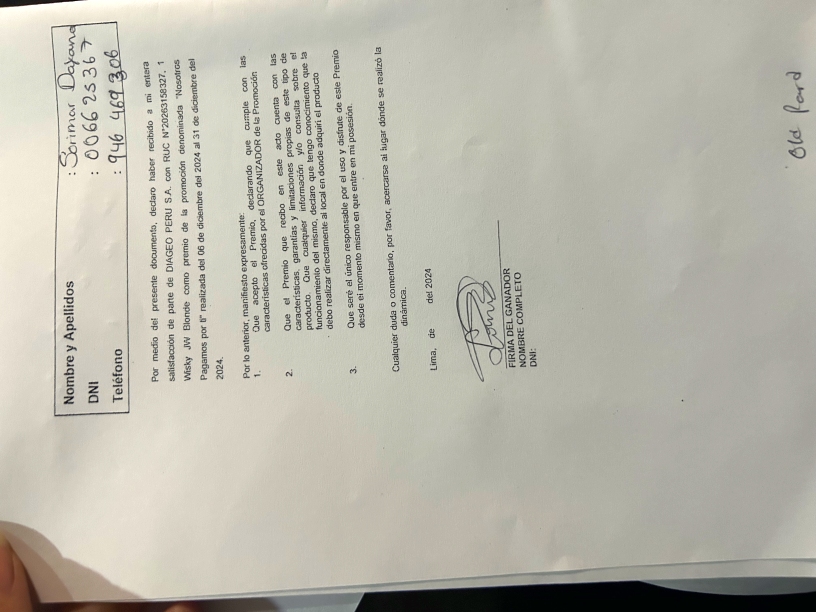 Nombre y Apellidos : Sorimar Dayana
DNI : 006625367
Teléfono : 946 469 306
Por medio del presente documento, declaro haber recibido a mi entera
satisfacción de parte de DIAGEO PERU S.A. con RUC N°20263158327, 1
Wisky JW Blonde como premio de la promoción denominada "Nosotros
Pagamos por ti" realizada del 06 de diciembre del 2024 al 31 de diciembre del
2024.
Por lo anterior, manifiesto expresamente:
1. Que acepto el Premio, declarando que cumple con las
características ofrecidas por el ORGANIZADOR de la Promoción
2. Que el Premio que recibo en este acto cuenta con las
características, garantías y limitaciones propias de este tipo de
producto. Que cualquier información y/o consulta sobre el
funcionamiento del mismo, declaro que tengo conocimiento que la
debo realizar directamente al local en donde adquirí el producto
3. Que seré el único responsable por el uso y disfrute de este Premio
desde el momento mismo en que entre en mi posesión.
Cualquier duda o comentario, por favor, acercarse al lugar dónde se realizó la
dinámica.
Lima, de del 2024
FIRMA DEL GANADOR
NOMBRE COMPLETO
DNI:
Old Pard